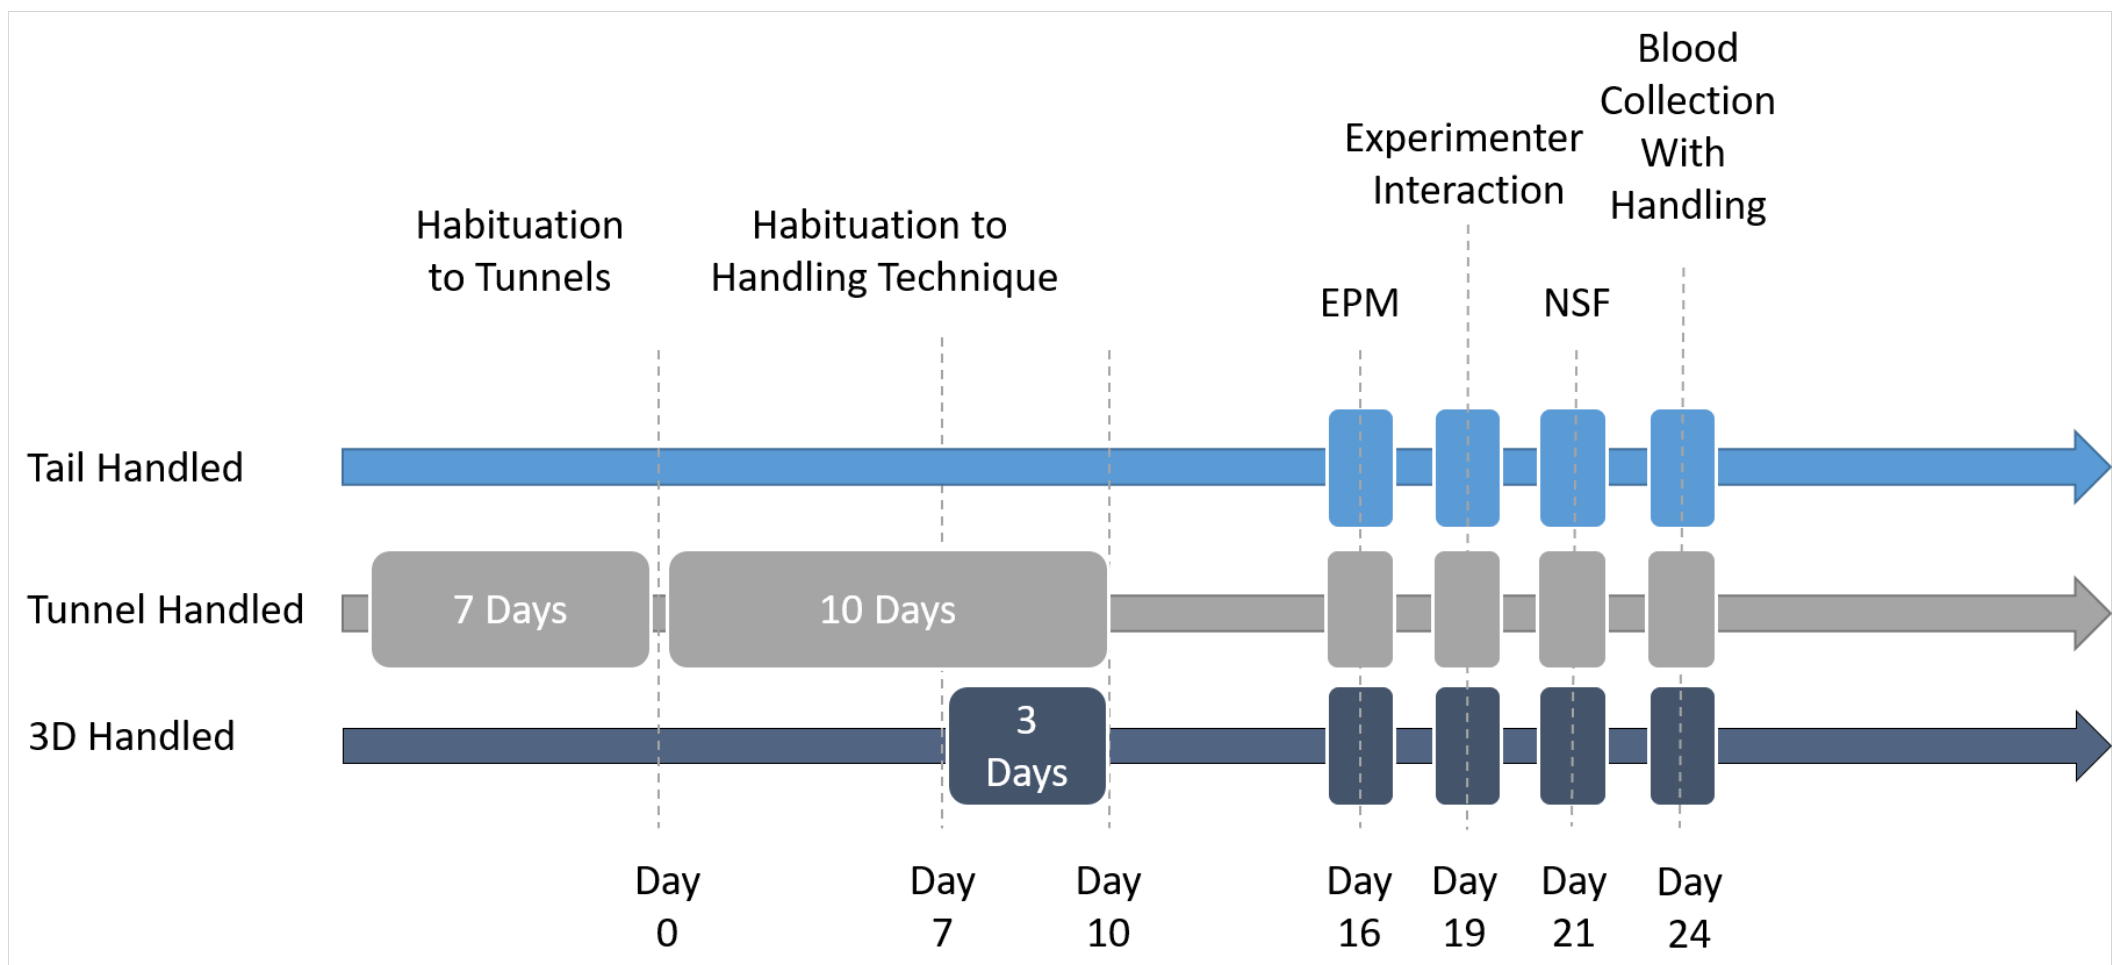 Blood
Collection
With
Handling
Experimenter
Interaction
Habituation
to Tunnels
Habituation to
Handling Technique
EPM
NSF
Tail Handled
Tunnel Handled
7 Days
10 Days
3D Handled
3
Days
Day
0
Day
7
Day
10
Day
16
Day
19
Day
21
Day
24